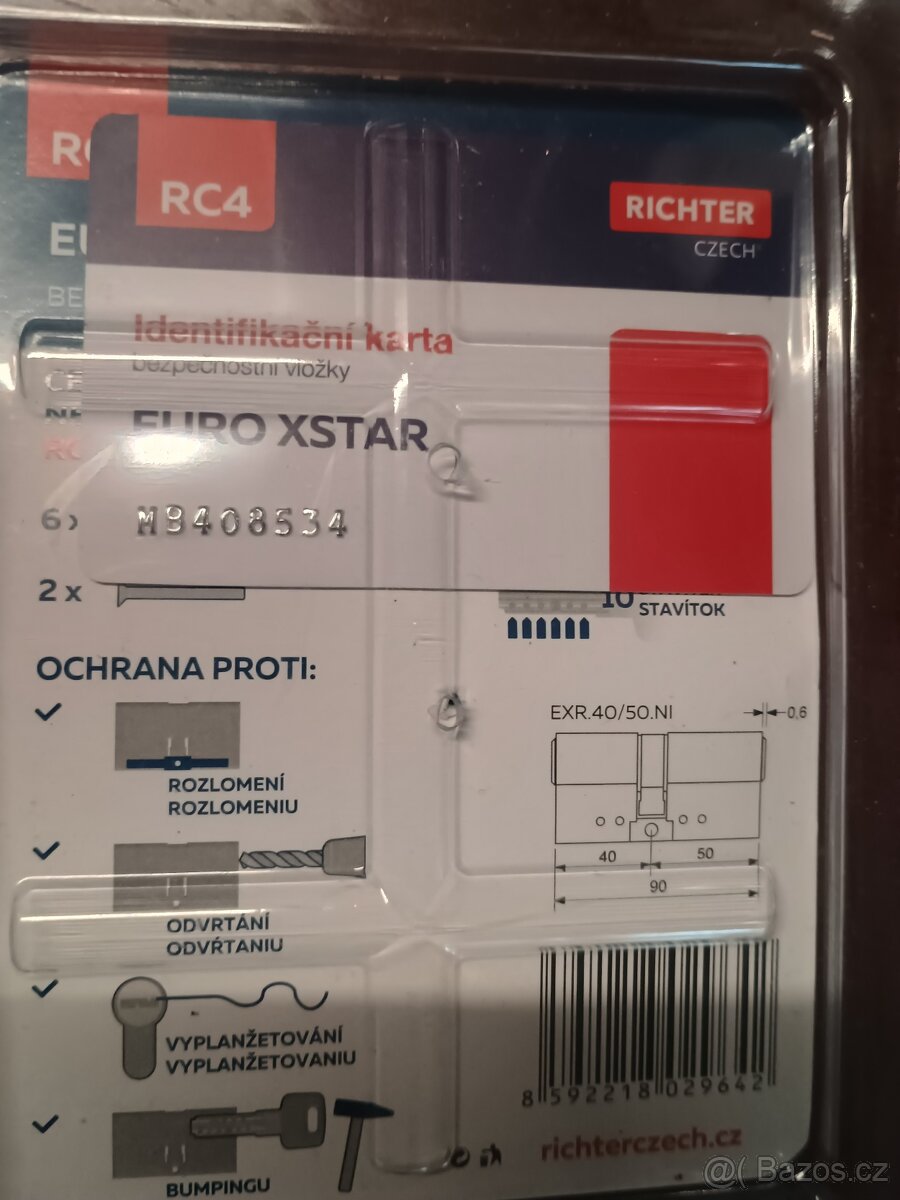 RC4
RICHTER
CZECH
Identifikační karta
bezpečnostní vložky
EURO XSTAR
MB408534
6x
2 x
10
STAVÍTOK
OCHRANA PROTI:
EXR.40/50.NI
0,6
ROZLOMENÍ
ROZLOMENIU
40
50
90
ODVRTÁNÍ
ODVŔTANIU
VYPLANŽETOVÁNÍ
VYPLANŽETOVANIU
8 592218 029642
richterczech.cz
BUMPINGU
@( Bazos.cz